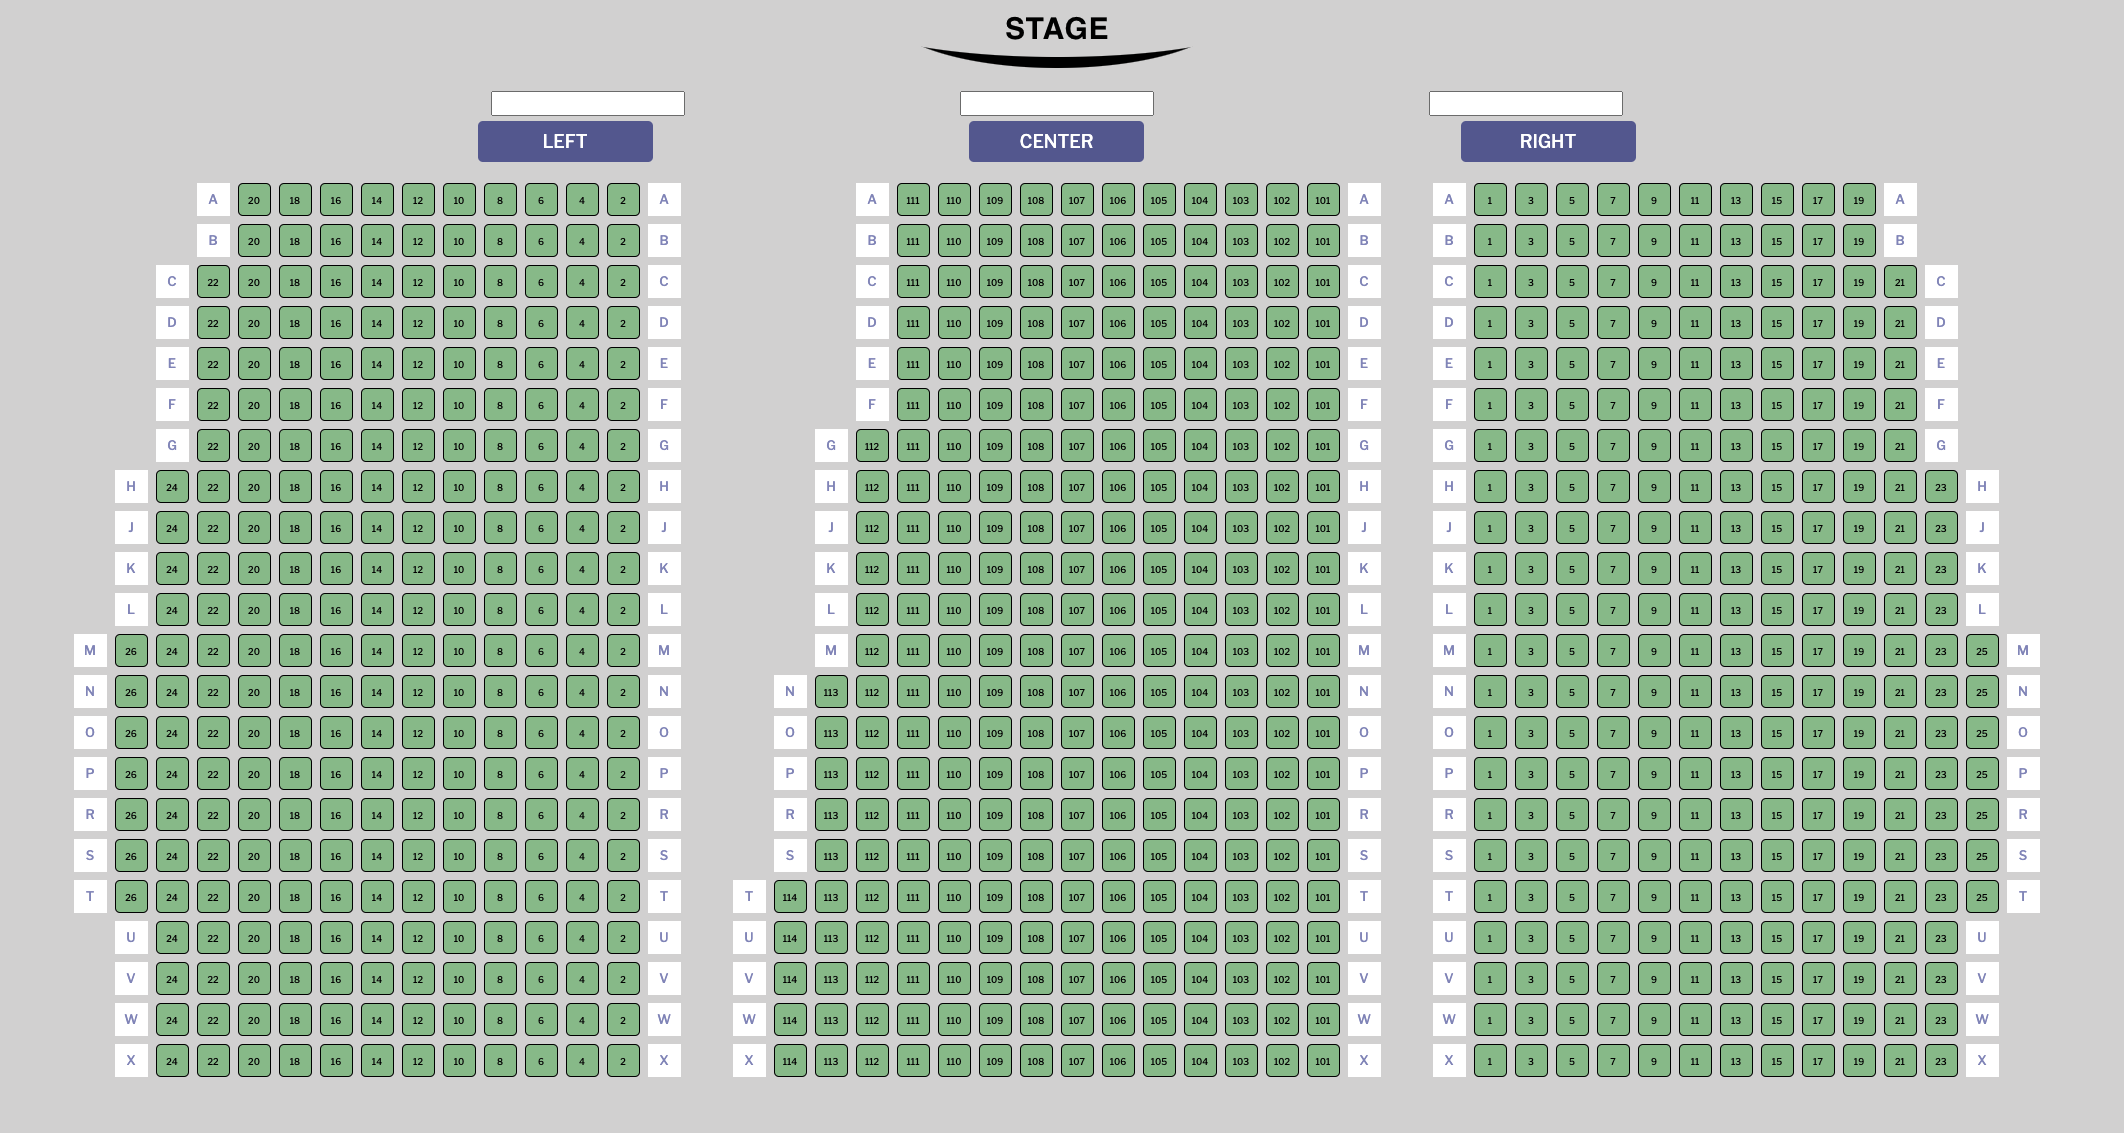 STAGE
LEFT CENTER RIGHT
A 20 18 16 14 12 10 8 6 4 2 A A 111 110 109 108 107 106 105 104 103 102 101 A A 1 3 5 7 9 11 13 15 17 19 A
B 20 18 16 14 12 10 8 6 4 2 B B 111 110 109 108 107 106 105 104 103 102 101 B B 1 3 5 7 9 11 13 15 17 19 B
C 22 20 18 16 14 12 10 8 6 4 2 C C 111 110 109 108 107 106 105 104 103 102 101 C C 1 3 5 7 9 11 13 15 17 19 21 C
D 22 20 18 16 14 12 10 8 6 4 2 D D 111 110 109 108 107 106 105 104 103 102 101 D D 1 3 5 7 9 11 13 15 17 19 21 D
E 22 20 18 16 14 12 10 8 6 4 2 E E 111 110 109 108 107 106 105 104 103 102 101 E E 1 3 5 7 9 11 13 15 17 19 21 E
F 22 20 18 16 14 12 10 8 6 4 2 F F 111 110 109 108 107 106 105 104 103 102 101 F F 1 3 5 7 9 11 13 15 17 19 21 F
G 22 20 18 16 14 12 10 8 6 4 2 G G 112 111 110 109 108 107 106 105 104 103 102 101 G G 1 3 5 7 9 11 13 15 17 19 21 G
H 24 22 20 18 16 14 12 10 8 6 4 2 H H 112 111 110 109 108 107 106 105 104 103 102 101 H H 1 3 5 7 9 11 13 15 17 19 21 23 H
J 24 22 20 18 16 14 12 10 8 6 4 2 J J 112 111 110 109 108 107 106 105 104 103 102 101 J J 1 3 5 7 9 11 13 15 17 19 21 23 J
K 24 22 20 18 16 14 12 10 8 6 4 2 K K 112 111 110 109 108 107 106 105 104 103 102 101 K K 1 3 5 7 9 11 13 15 17 19 21 23 K
L 24 22 20 18 16 14 12 10 8 6 4 2 L L 112 111 110 109 108 107 106 105 104 103 102 101 L L 1 3 5 7 9 11 13 15 17 19 21 23 L
M 26 24 22 20 18 16 14 12 10 8 6 4 2 M M 112 111 110 109 108 107 106 105 104 103 102 101 M M 1 3 5 7 9 11 13 15 17 19 21 23 25 M
N 26 24 22 20 18 16 14 12 10 8 6 4 2 N N 113 112 111 110 109 108 107 106 105 104 103 102 101 N N 1 3 5 7 9 11 13 15 17 19 21 23 25 N
O 26 24 22 20 18 16 14 12 10 8 6 4 2 O O 113 112 111 110 109 108 107 106 105 104 103 102 101 O O 1 3 5 7 9 11 13 15 17 19 21 23 25 O
P 26 24 22 20 18 16 14 12 10 8 6 4 2 P P 113 112 111 110 109 108 107 106 105 104 103 102 101 P P 1 3 5 7 9 11 13 15 17 19 21 23 25 P
R 26 24 22 20 18 16 14 12 10 8 6 4 2 R R 113 112 111 110 109 108 107 106 105 104 103 102 101 R R 1 3 5 7 9 11 13 15 17 19 21 23 25 R
S 26 24 22 20 18 16 14 12 10 8 6 4 2 S S 113 112 111 110 109 108 107 106 105 104 103 102 101 S S 1 3 5 7 9 11 13 15 17 19 21 23 25 S
T 26 24 22 20 18 16 14 12 10 8 6 4 2 T T 114 113 112 111 110 109 108 107 106 105 104 103 102 101 T T 1 3 5 7 9 11 13 15 17 19 21 23 25 T
U 24 22 20 18 16 14 12 10 8 6 4 2 U U 114 113 112 111 110 109 108 107 106 105 104 103 102 101 U U 1 3 5 7 9 11 13 15 17 19 21 23 U
V 24 22 20 18 16 14 12 10 8 6 4 2 V V 114 113 112 111 110 109 108 107 106 105 104 103 102 101 V V 1 3 5 7 9 11 13 15 17 19 21 23 V
W 24 22 20 18 16 14 12 10 8 6 4 2 W W 114 113 112 111 110 109 108 107 106 105 104 103 102 101 W W 1 3 5 7 9 11 13 15 17 19 21 23 W
X 24 22 20 18 16 14 12 10 8 6 4 2 X X 114 113 112 111 110 109 108 107 106 105 104 103 102 101 X X 1 3 5 7 9 11 13 15 17 19 21 23 X